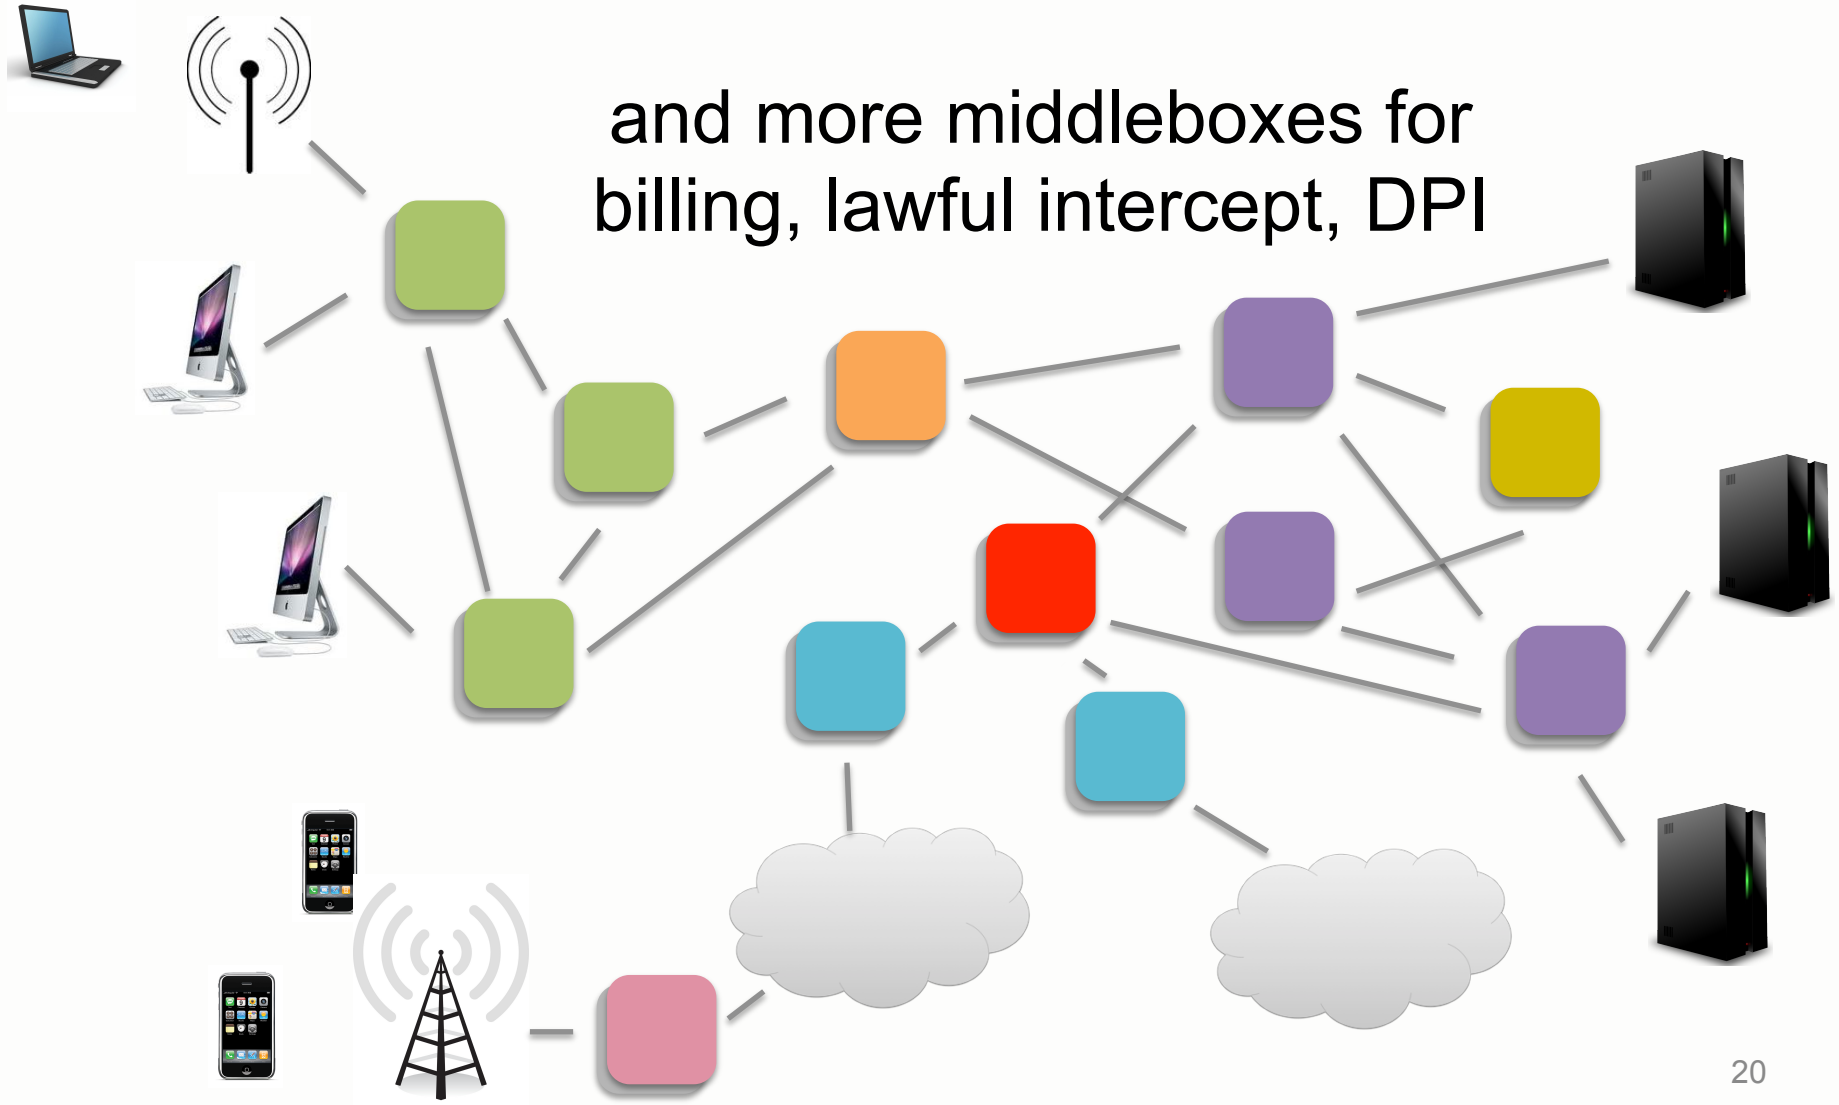 and more middleboxes for
billing, lawful intercept, DPI
20